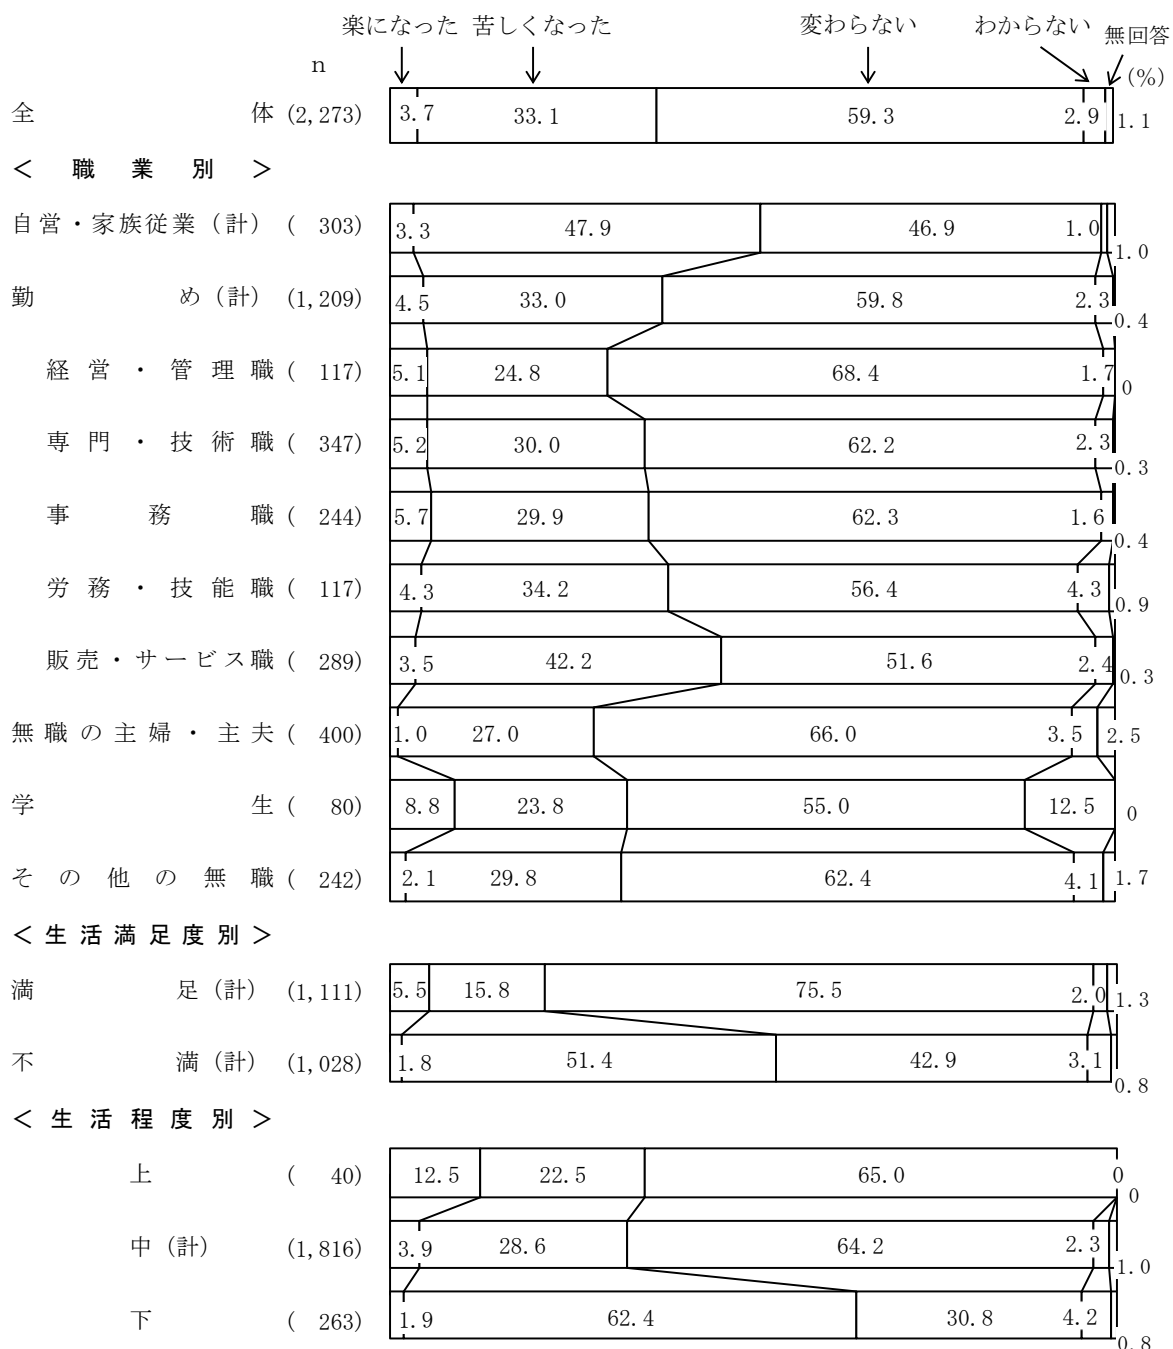 楽になった 苦しくなった 変わらない わからない 無回答
n (%)
全体 (2,273) 3.7 33.1 59.3 2.9 1.1
＜職業別＞
自営・家族従業（計） ( 303) 3.3 47.9 46.9 1.0 1.0
勤め（計） (1,209) 4.5 33.0 59.8 2.3 0.4
経営・管理職 ( 117) 5.1 24.8 68.4 1.7 0
専門・技術職 ( 347) 5.2 30.0 62.2 2.3 0.3
事務職 ( 244) 5.7 29.9 62.3 1.6 0.4
労務・技能職 ( 117) 4.3 34.2 56.4 4.3 0.9
販売・サービス職 ( 289) 3.5 42.2 51.6 2.4 0.3
無職の主婦・主夫 ( 400) 1.0 27.0 66.0 3.5 2.5
学生 ( 80) 8.8 23.8 55.0 12.5 0
その他の無職 ( 242) 2.1 29.8 62.4 4.1 1.7
＜生活満足度別＞
満足（計） (1,111) 5.5 15.8 75.5 2.0 1.3
不満（計） (1,028) 1.8 51.4 42.9 3.1 0.8
＜生活程度別＞
上 ( 40) 12.5 22.5 65.0 0 0
中（計） (1,816) 3.9 28.6 64.2 2.3 1.0
下 ( 263) 1.9 62.4 30.8 4.2 0.8